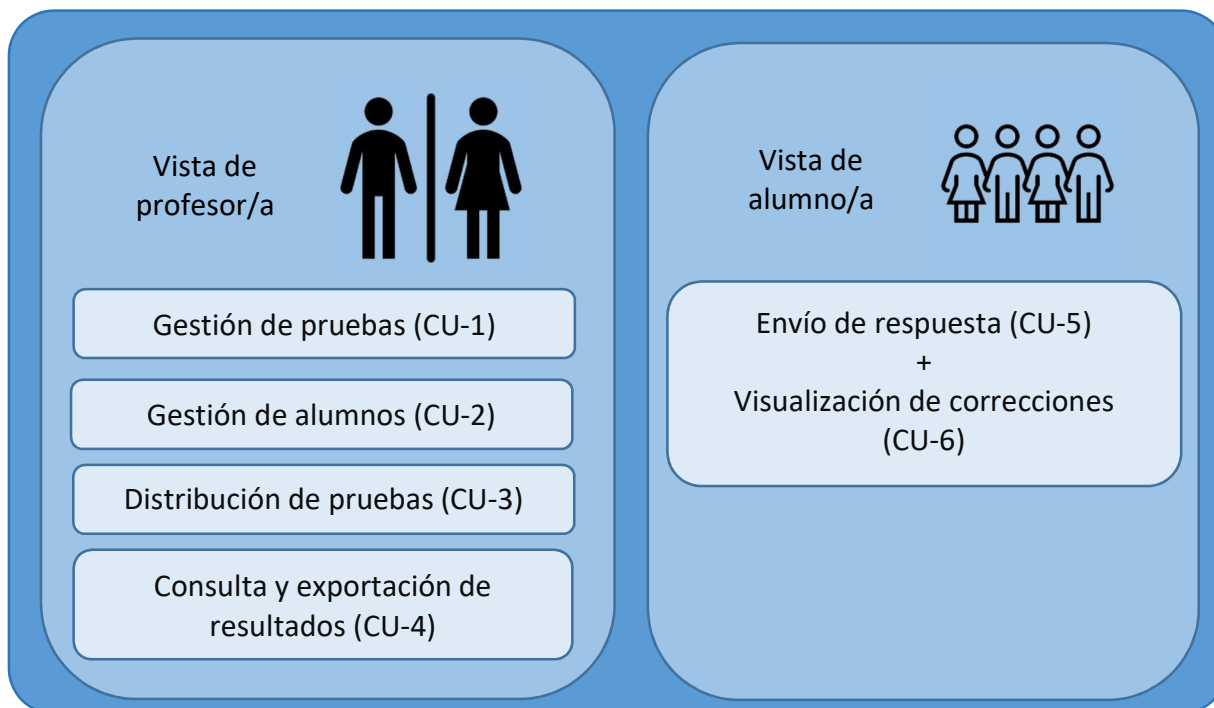 Vista de
profesor/a
Gestión de pruebas (CU-1)
Gestión de alumnos (CU-2)
Distribución de pruebas (CU-3)
Consulta y exportación de
resultados (CU-4)
Vista de
alumno/a
Envío de respuesta (CU-5)
+
Visualización de correcciones
(CU-6)